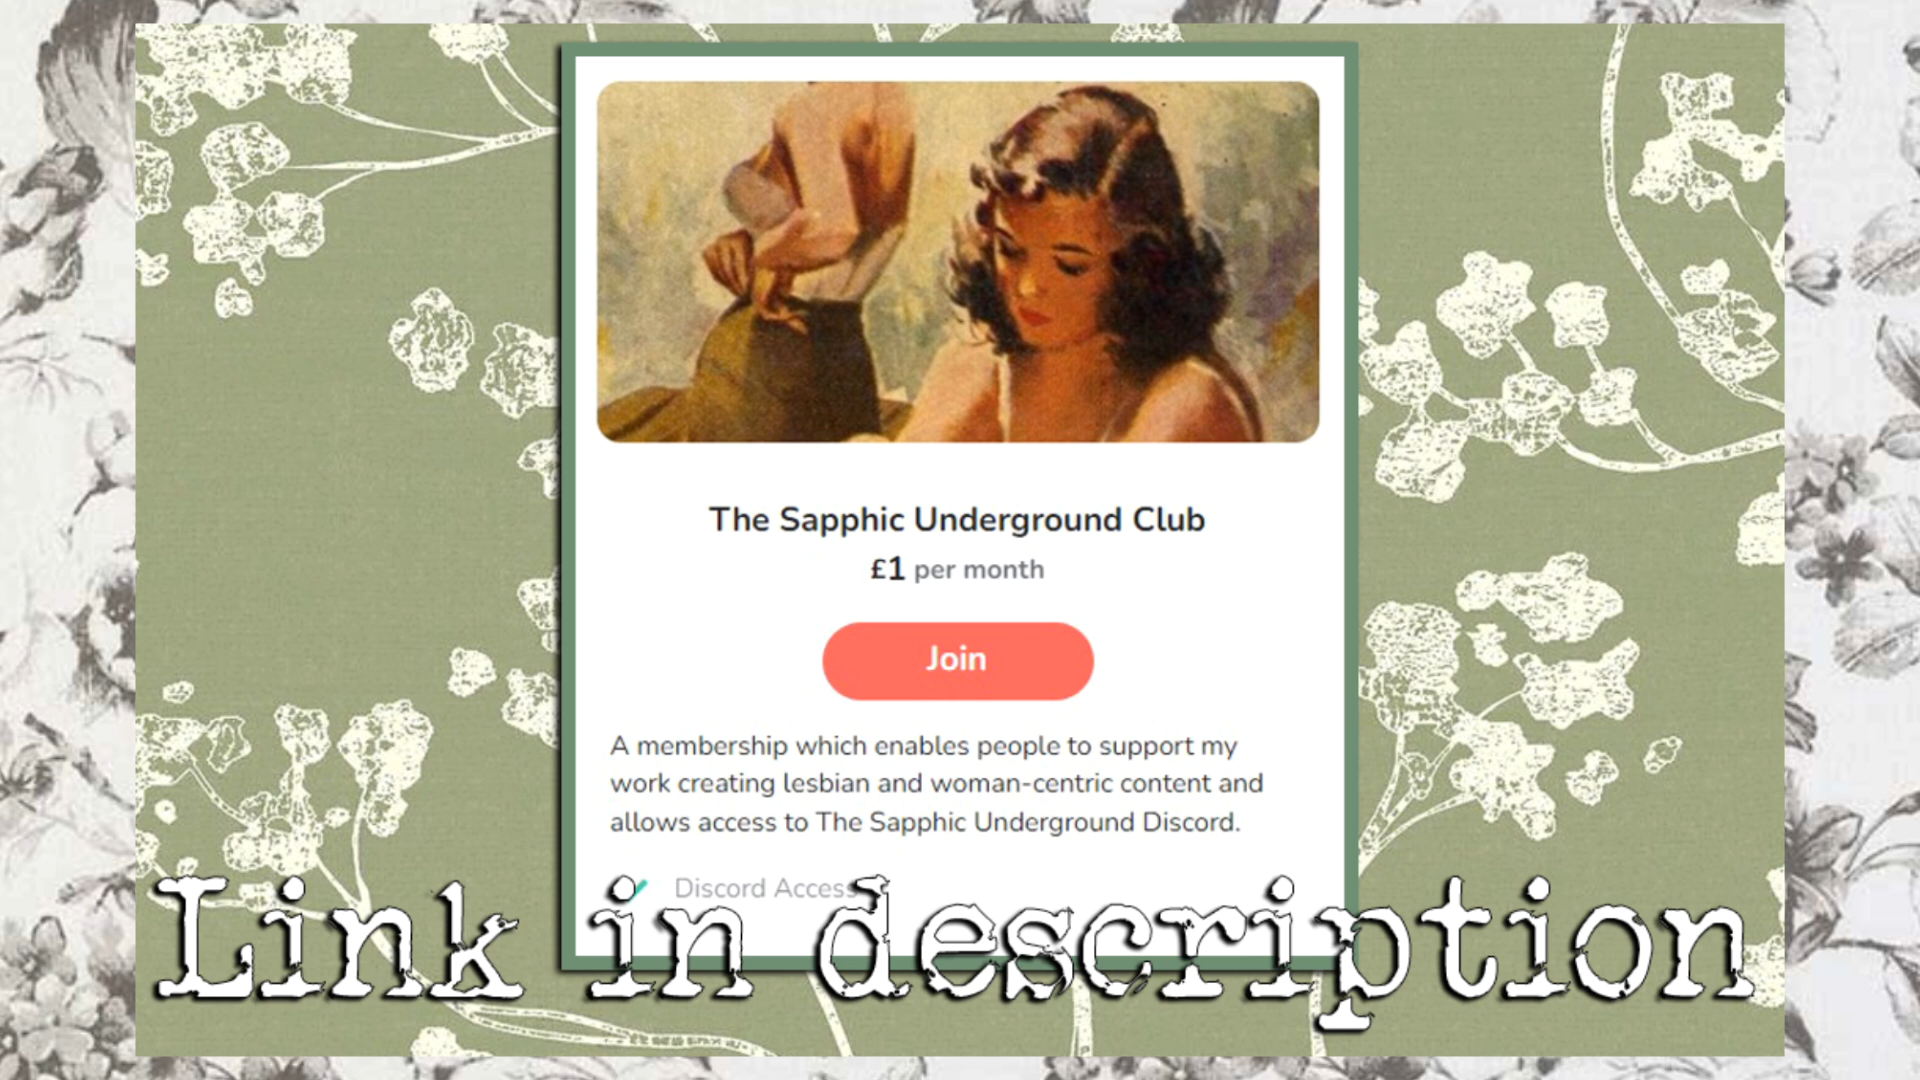 The Sapphic Underground Club
£1 per month
Join
A membership which enables people to support my
work creating lesbian and woman-centric content and
allows access to The Sapphic Underground Discord.
Discord Access
Link in description